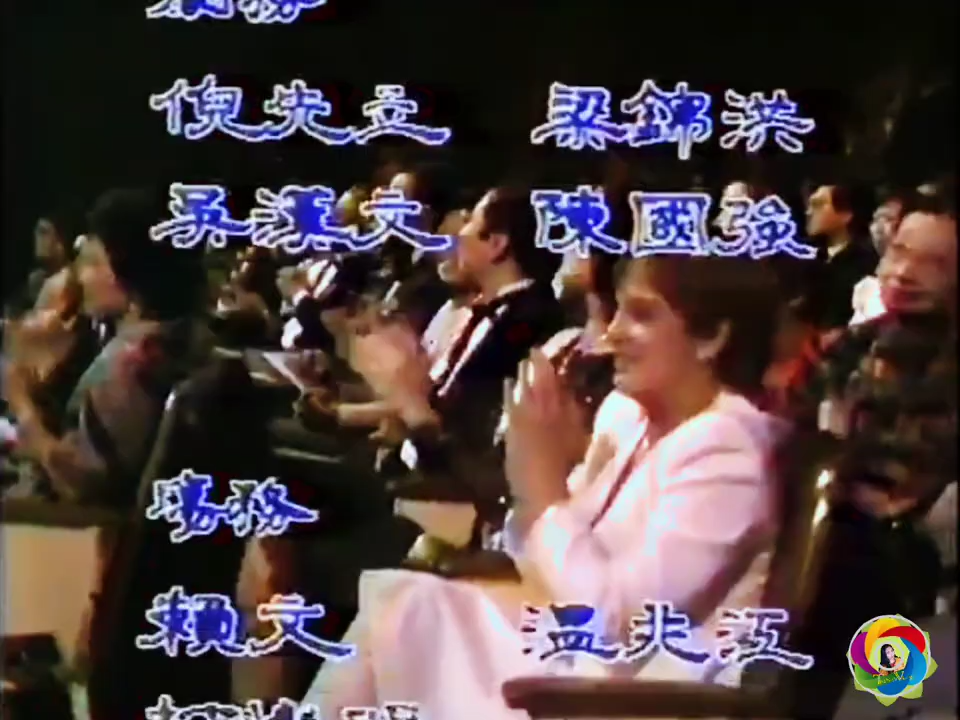 倪先立 梁錦洪
吳漢文 陳國強
場務
賴文 溫兆江